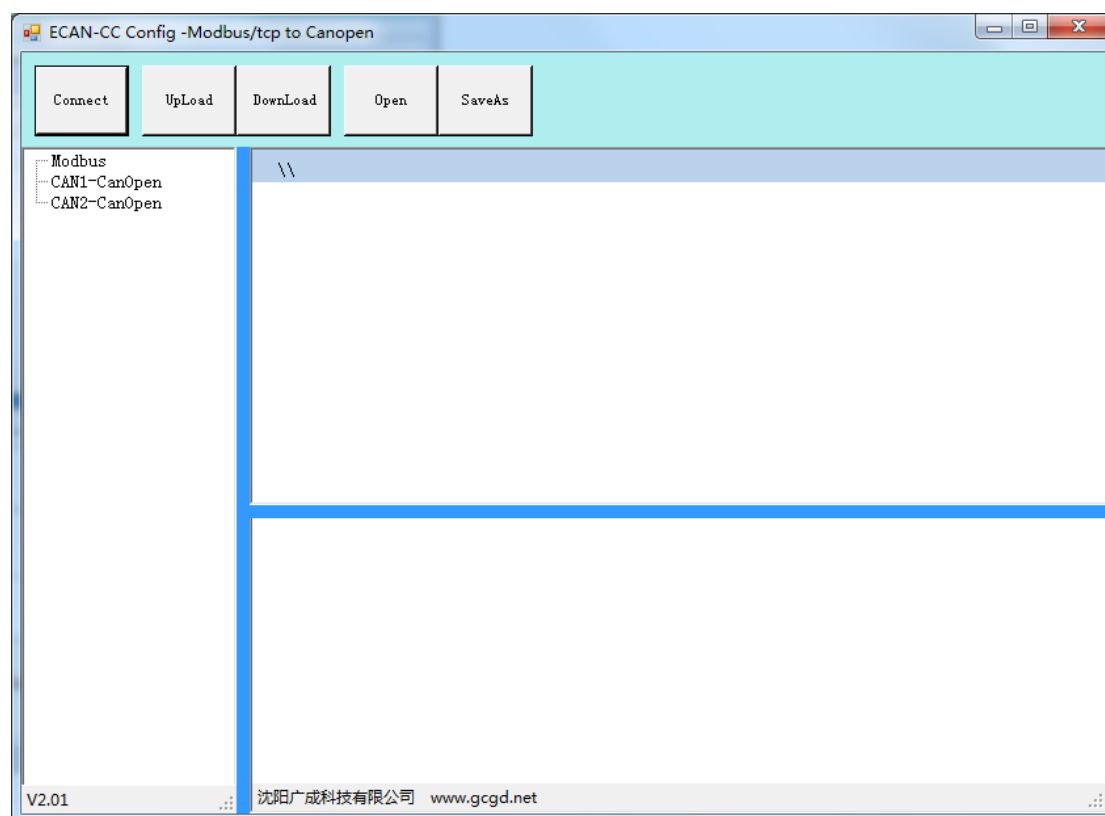 ECAN-CC Config -Modbus/tcp to Canopen
Connect UpLoad DownLoad Open SaveAs
Modbus
CAN1-CanOpen
CAN2-CanOpen
\\
V2.01
沈阳广成科技有限公司 www.gcgd.net